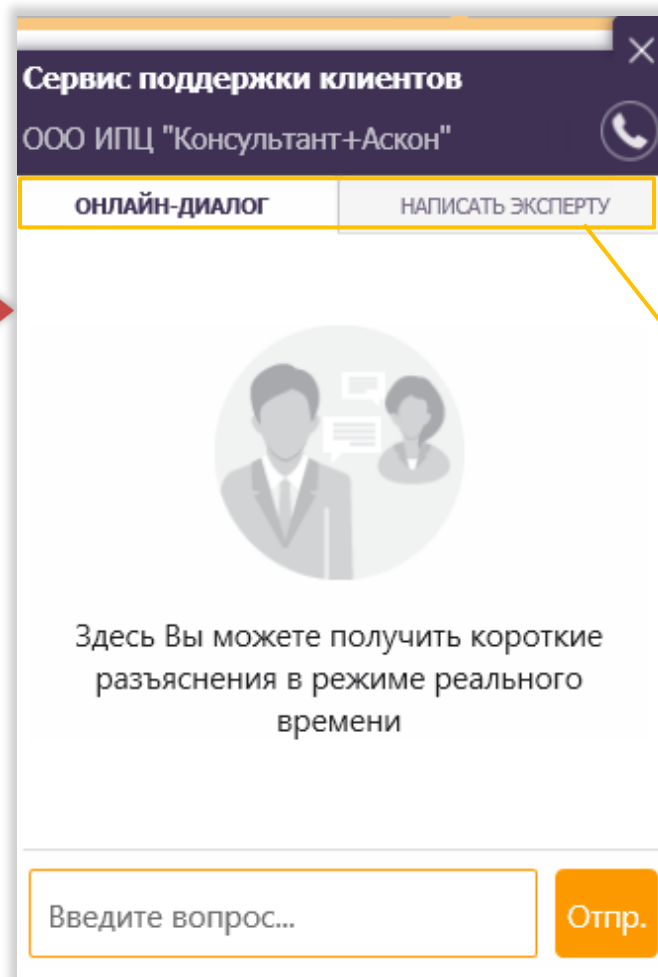 Сервис поддержки клиентов
ООО ИПЦ "Консультант+Аскон"
ОНЛАЙН-ДИАЛОГ НАПИСАТЬ ЭКСПЕРТУ
Здесь Вы можете получить короткие
разъяснения в режиме реального
времени
Введите вопрос...
Отпр.